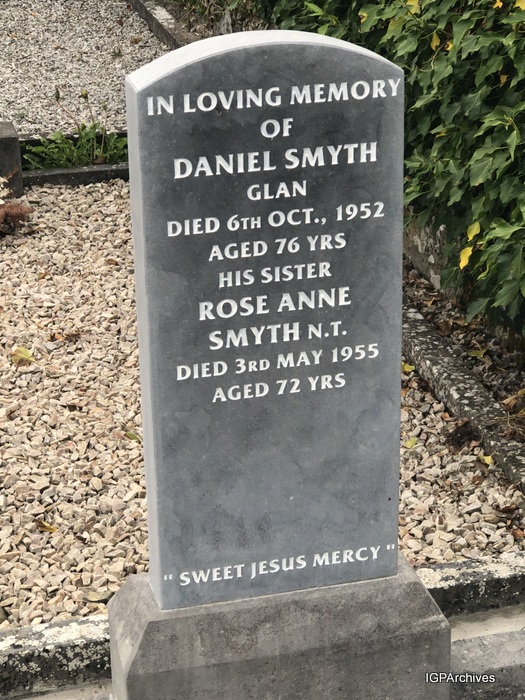 IN LOVING MEMORY
OF
DANIEL SMYTH
GLAN
DIED 6TH OCT., 1952
AGED 76 YRS
HIS SISTER
ROSE ANNE
SMYTH N.T.
DIED 3RD MAY 1955
AGED 72 YRS
"SWEET JESUS MERCY"
IGPArchives